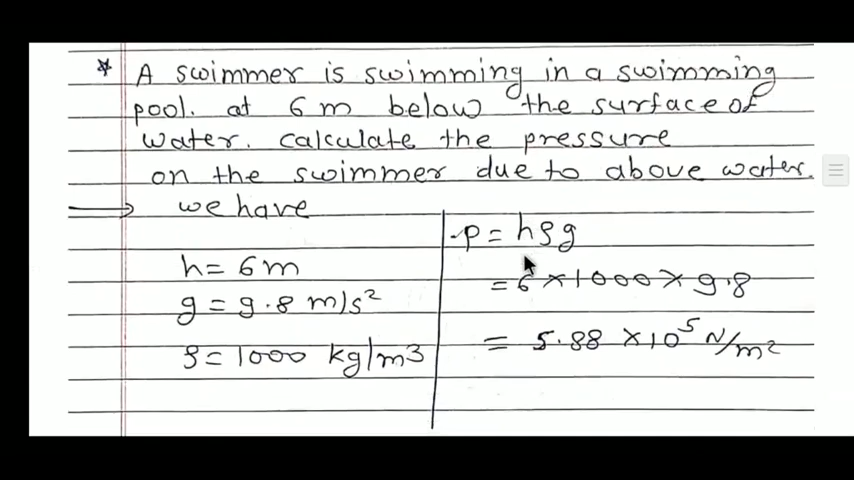 * A swimmer is swimming in a swimming
pool. at 6m below the surface of
water. calculate the pressure
on the swimmer due to above water.
⟹ we have
h = 6m
g = 9.8 m/s²
ρ = 1000 kg/m3
p = hρg
= 6 × 1000 × 9.8
= 5.88 × 10⁵ N/m²